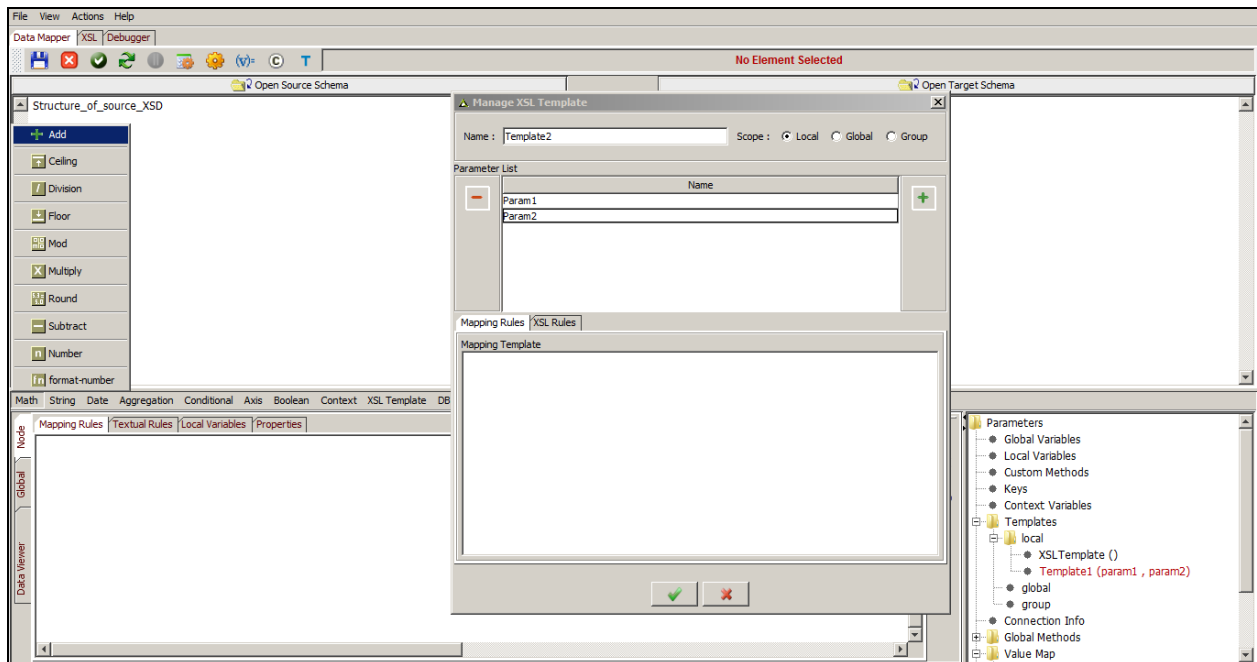 File View Actions Help
Data Mapper XSL Debugger
(v)= © T No Element Selected
Open Source Schema Open Target Schema
Structure_of_source_XSD
Add
Ceiling
Division
Floor
Mod
Multiply
Round
Subtract
Number
format-number
Manage XSL Template
Name : Template2 Scope : Local Global Group
Parameter List
Name
Param1
Param2
Mapping Rules XSL Rules
Mapping Template
Math String Date Aggregation Conditional Axis Boolean Context XSL Template DB
Node
Global
Data Viewer
Mapping Rules Textual Rules Local Variables Properties
Parameters
Global Variables
Local Variables
Custom Methods
Keys
Context Variables
Templates
local
XSLTemplate ()
Template1 (param1 , param2)
global
group
Connection Info
Global Methods
Value Map